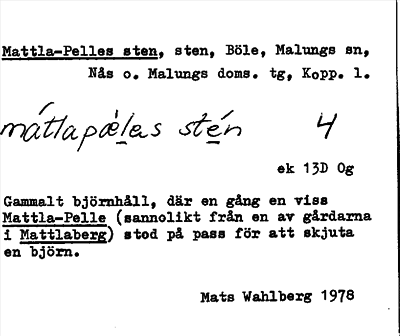 Mattla-Pelles sten, sten, Böle, Malungs sn,
Nås o. Malungs doms. tg, Kopp. l.
máttlapǽlas stén 4
ek 13D 0g
Gammalt björnhåll, där en gång en viss
Mattla-Pelle (sannolikt från en av gårdarna
i Mattlaberg) stod på pass för att skjuta
en björn.
Mats Wahlberg 1978